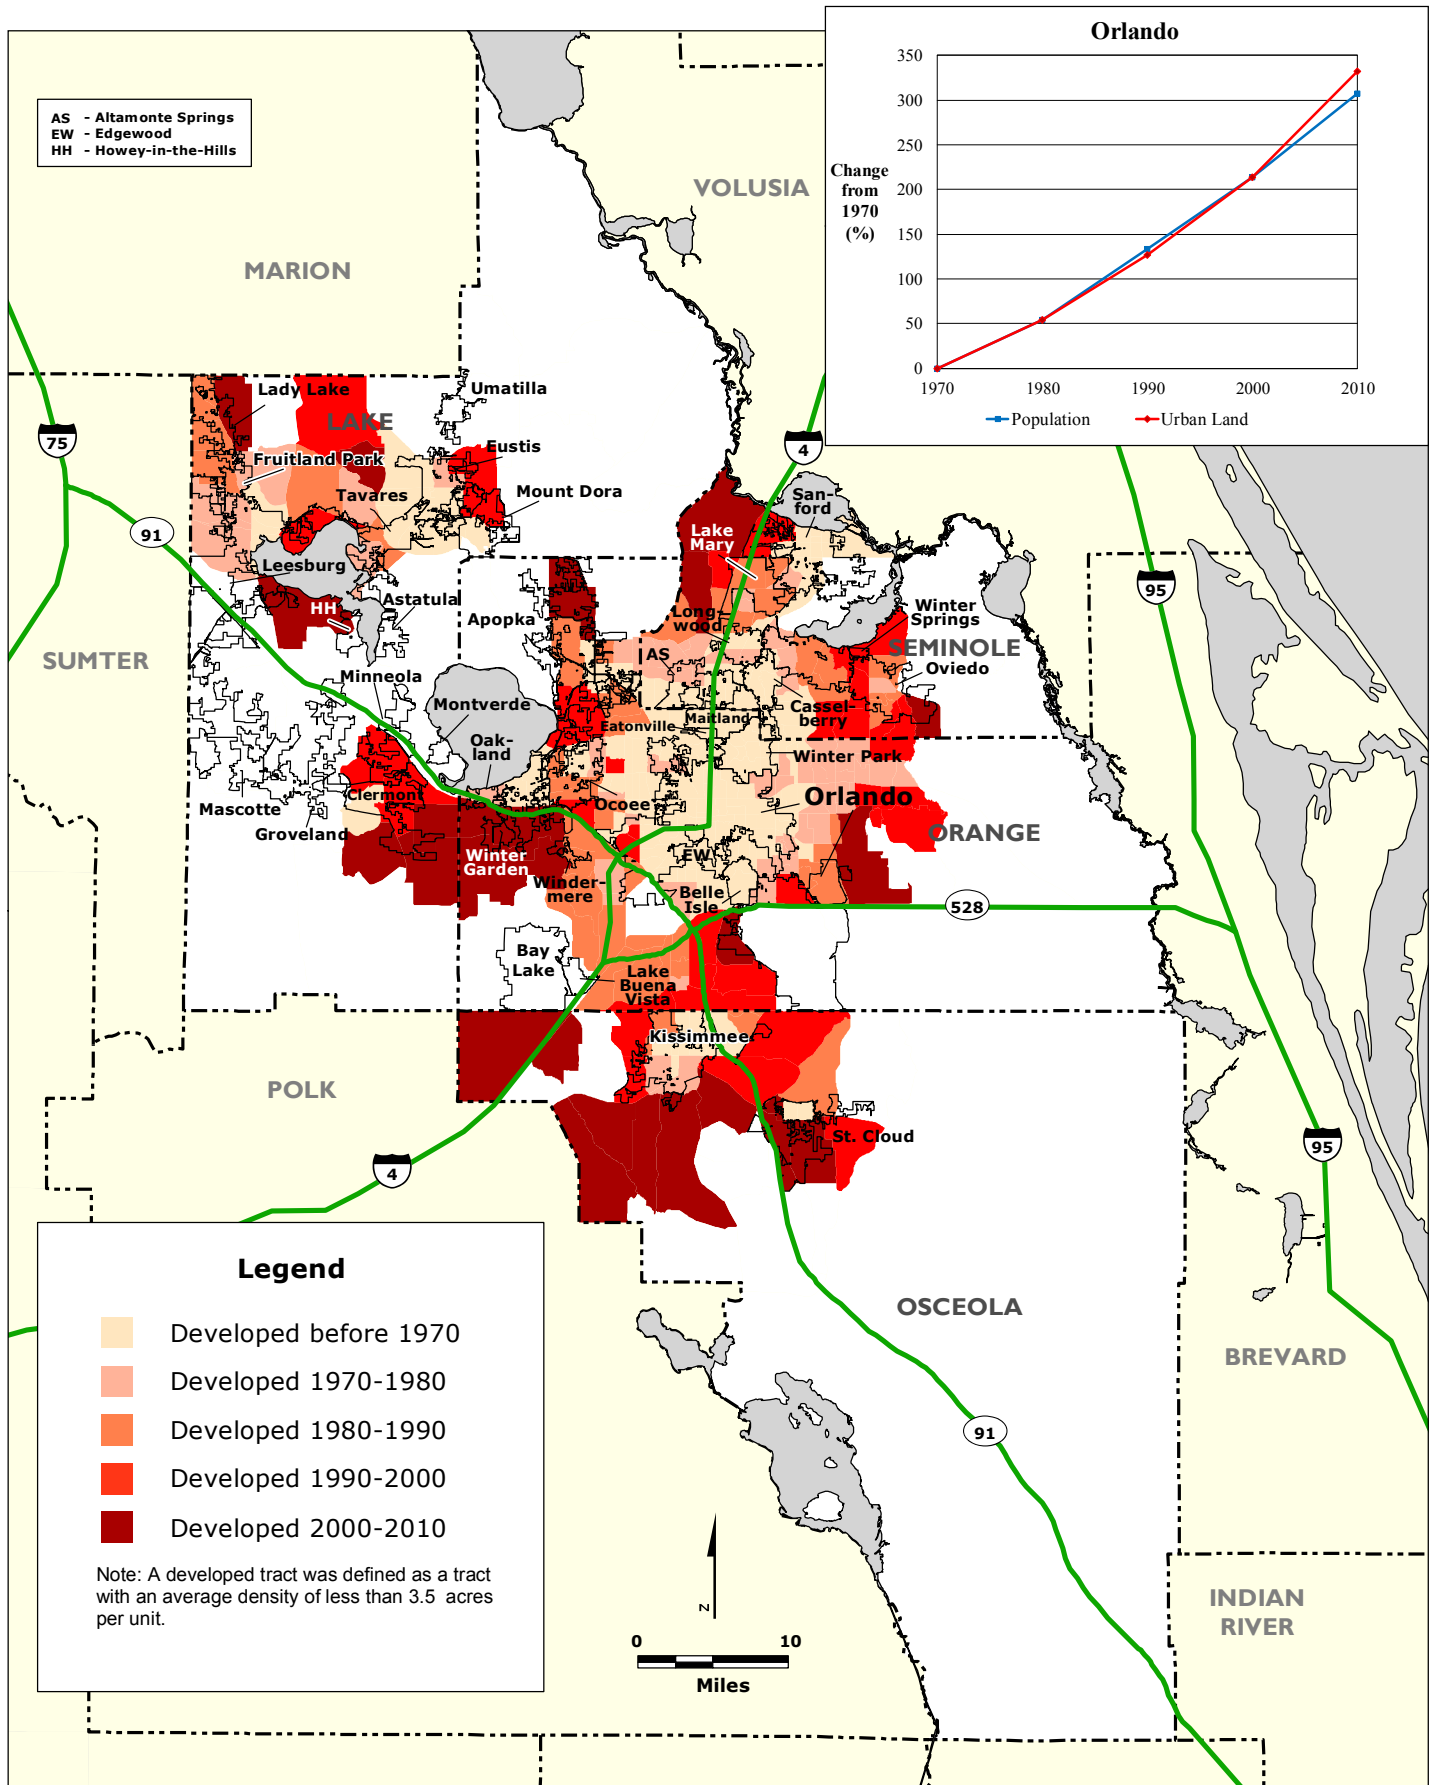 Orlando
350
300
250
200
150
100
50
0
Change
from
1970
(%)
1970 1980 1990 2000 2010
Population Urban Land
AS - Altamonte Springs
EW - Edgewood
HH - Howey-in-the-Hills
VOLUSIA
MARION
Lady Lake
Umatilla
LAKE
75
4
Eustis
Fruitland Park
Tavares
Mount Dora
San-
ford
91
Lake
Mary
Leesburg
95
HH
Astatula
Apopka
Long-
wood
Winter
Springs
SUMTER
AS
SEMINOLE
Oviedo
Minneola
Montverde
Cassel-
berry
Eatonville
Maitland
Oak-
land
Winter Park
Clermont
Ocoee
Orlando
Mascotte
Groveland
ORANGE
Winter
Garden
EW
Winder-
mere
Belle
Isle
528
Bay
Lake
Lake
Buena
Vista
Kissimmee
POLK
St. Cloud
95
4
Legend
Developed before 1970
Developed 1970-1980
Developed 1980-1990
Developed 1990-2000
Developed 2000-2010
Note: A developed tract was defined as a tract
with an average density of less than 3.5 acres
per unit.
OSCEOLA
BREVARD
91
INDIAN
RIVER
N
0 10
Miles